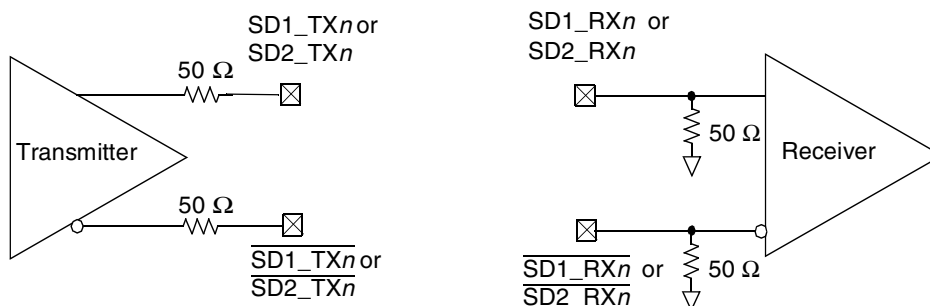 SD1_TXn or
SD2_TXn
50 Ω
Transmitter
50 Ω
SD1_TXn or
SD2_TXn
SD1_RXn or
SD2_RXn
50 Ω
Receiver
SD1_RXn or
SD2_RXn
50 Ω